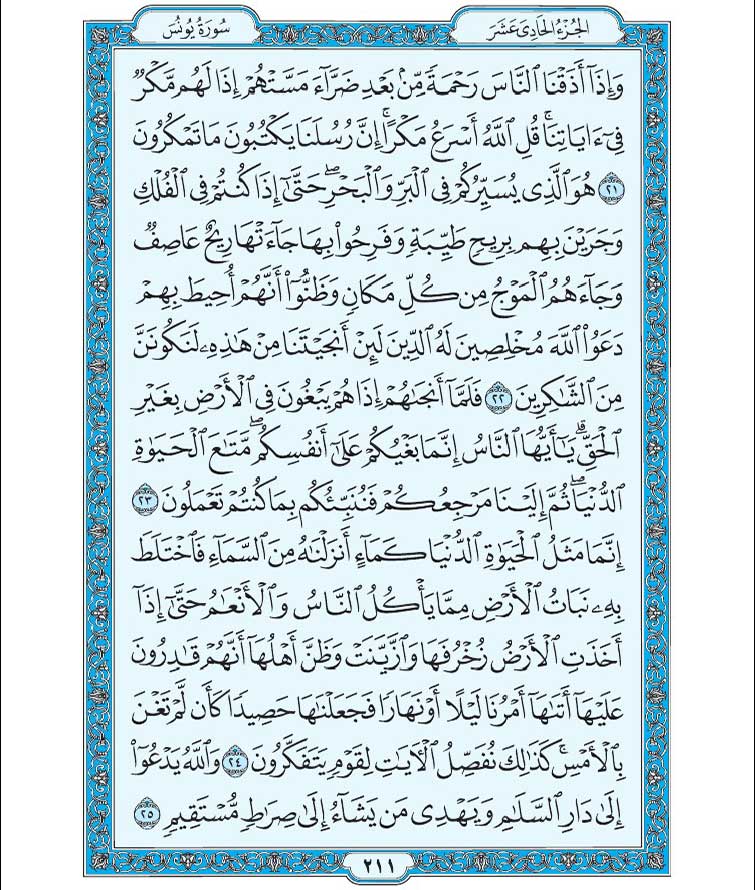 الجُزْءُ الحَادِي عَشَرَ
سُورَةُ يُونُسَ
وَإِذَآ أَذَقْنَا ٱلنَّاسَ رَحْمَةً مِّنۢ بَعْدِ ضَرَّآءَ مَسَّتْهُمْ إِذَا لَهُم مَّكْرٌ
فِىٓ ءَايَاتِنَاۚ قُلِ ٱللَّهُ أَسْرَعُ مَكْرًاۚ إِنَّ رُسُلَنَا يَكْتُبُونَ مَا تَمْكُرُونَ
٢١ هُوَ ٱلَّذِى يُسَيِّرُكُمْ فِى ٱلْبَرِّ وَٱلْبَحْرِۖ حَتَّىٰٓ إِذَا كُنتُمْ فِى ٱلْفُلْكِ
وَجَرَيْنَ بِهِم بِرِيحٍ طَيِّبَةٍ وَفَرِحُوا۟ بِهَا جَآءَتْهَا رِيحٌ عَاصِفٌ
وَجَآءَهُمُ ٱلْمَوْجُ مِن كُلِّ مَكَانٍ وَظَنُّوٓا۟ أَنَّهُمْ أُحِيطَ بِهِمْ
دَعَوُا۟ ٱللَّهَ مُخْلِصِينَ لَهُ ٱلدِّينَ لَئِنْ أَنجَيْتَنَا مِنْ هَٰذِهِۦ لَنَكُونَنَّ
مِنَ ٱلشَّٰكِرِينَ ٢٢ فَلَمَّآ أَنجَىٰهُمْ إِذَا هُمْ يَبْغُونَ فِى ٱلْأَرْضِ بِغَيْرِ
ٱلْحَقِّۗ يَٰٓأَيُّهَا ٱلنَّاسُ إِنَّمَا بَغْيُكُمْ عَلَىٰٓ أَنفُسِكُمۖ مَّتَٰعَ ٱلْحَيَوٰةِ
ٱلدُّنْيَاۖ ثُمَّ إِلَيْنَا مَرْجِعُكُمْ فَنُنَبِّئُكُم بِمَا كُنتُمْ تَعْمَلُونَ ٢٣
إِنَّمَا مَثَلُ ٱلْحَيَوٰةِ ٱلدُّنْيَا كَمَآءٍ أَنزَلْنَٰهُ مِنَ ٱلسَّمَآءِ فَٱخْتَلَطَ
بِهِۦ نَبَاتُ ٱلْأَرْضِ مِمَّا يَأْكُلُ ٱلنَّاسُ وَٱلْأَنْعَٰمُ حَتَّىٰٓ إِذَآ
أَخَذَتِ ٱلْأَرْضُ زُخْرُفَهَا وَٱزَّيَّنَتْ وَظَنَّ أَهْلُهَآ أَنَّهُمْ قَٰدِرُونَ
عَلَيْهَآ أَتَىٰهَآ أَمْرُنَا لَيْلًا أَوْ نَهَارًا فَجَعَلْنَٰهَا حَصِيدًا كَأَن لَّمْ تَغْنَ
بِٱلْأَمْسِۚ كَذَٰلِكَ نُفَصِّلُ ٱلْءَايَٰتِ لِقَوْمٍ يَتَفَكَّرُونَ ٢٤ وَٱللَّهُ يَدْعُوٓا۟
إِلَىٰ دَارِ ٱلسَّلَٰمِ وَيَهْدِى مَن يَشَآءُ إِلَىٰ صِرَٰطٍ مُّسْتَقِيمٍ ٢٥
٢١١